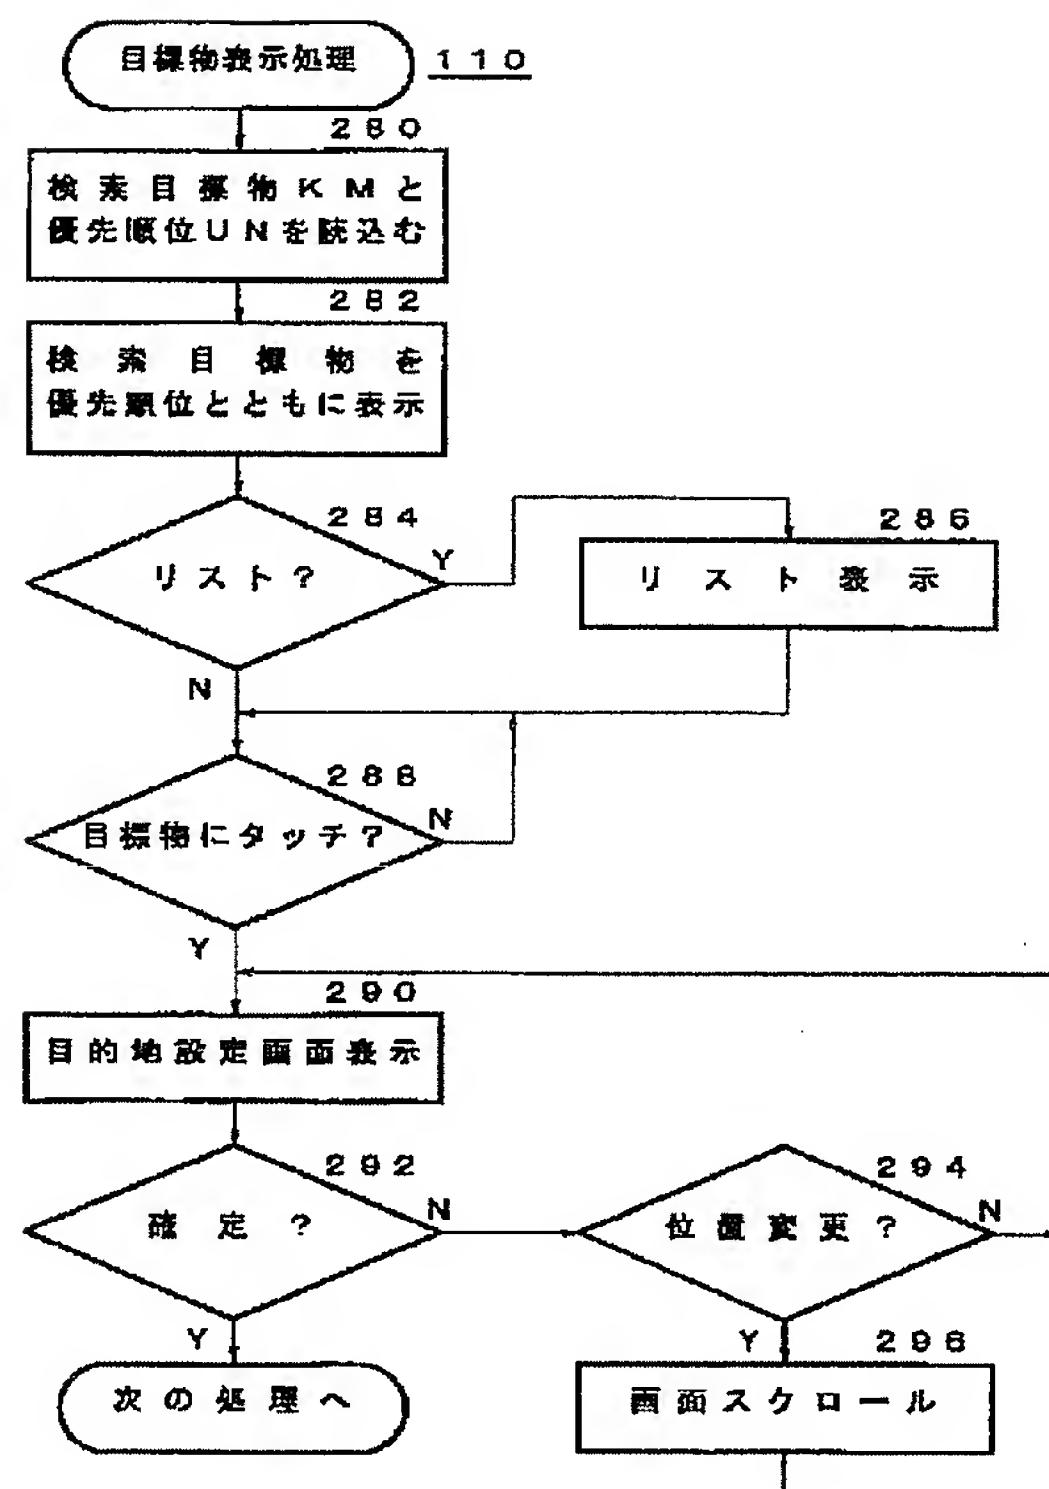 目標物表示処理
１１０
２８０
検索目標物ＫＭと
優先順位ＵＮを読込む
２８２
検索目標物を
優先順位とともに表示
２８４
リスト？
Y
２８６
リスト表示
N
２８８
目標物にタッチ？
N
Y
２９０
目的地設定画面表示
２９２
確定？
N
２９４
位置変更？
N
Y
次の処理へ
Y
２９６
画面スクロール